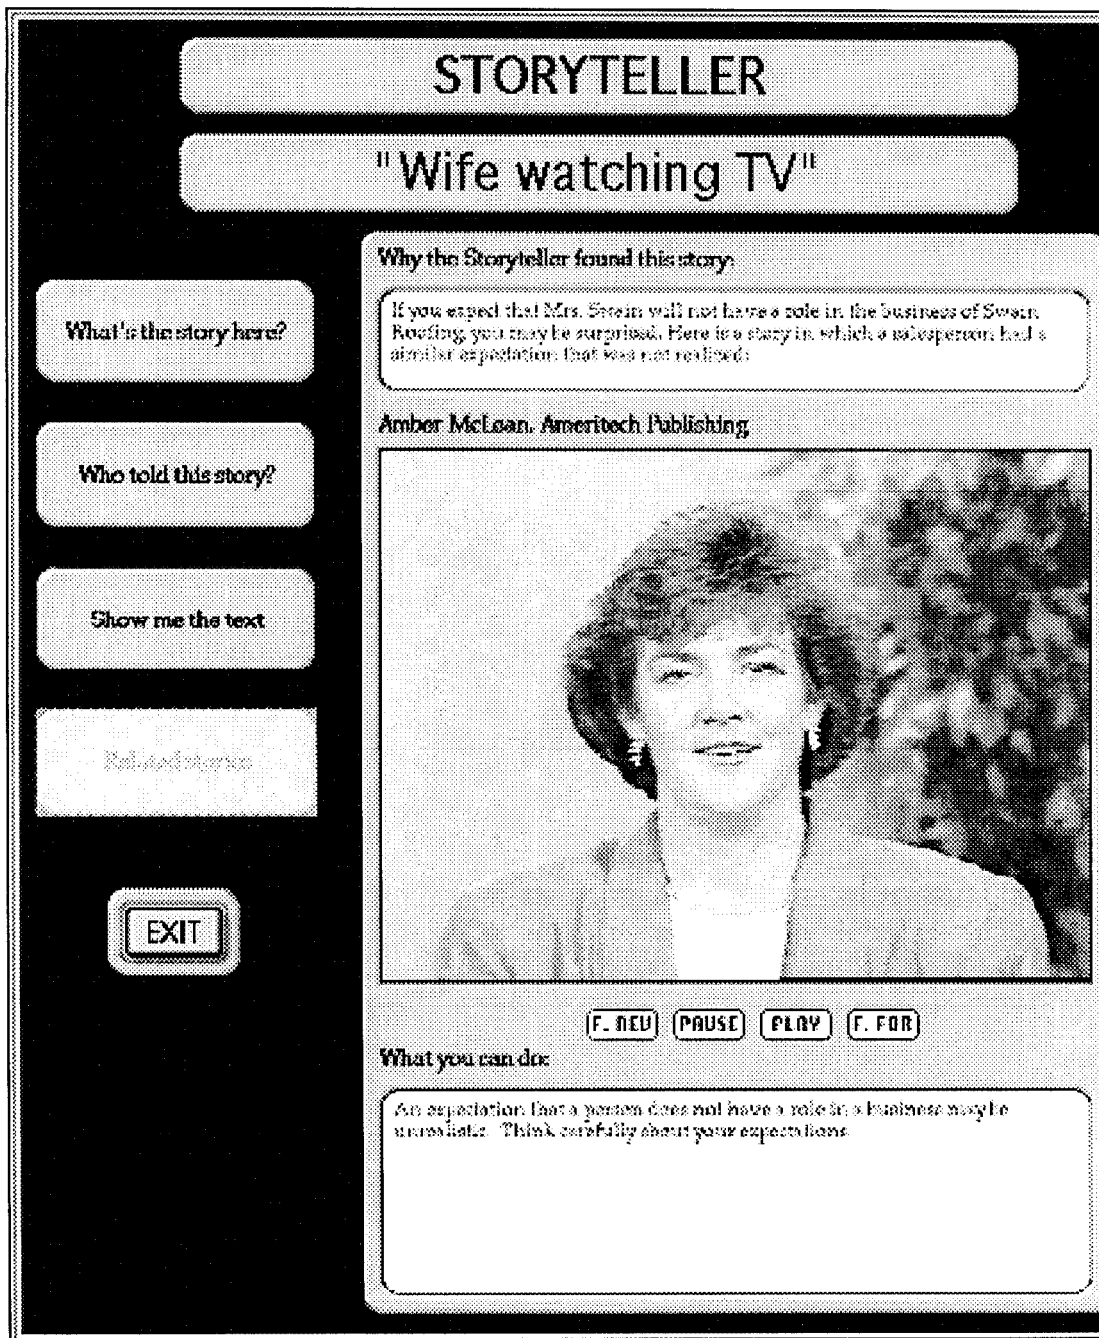 STORYTELLER
"Wife watching TV"
Why the Storyteller found this story:
If you expect that Mrs. Swain will not have a role in the business of Swain
Roofing, you may be surprised. Here is a story in which a salesperson had a
similar expectation that was not realized:
What's the story here?
Amber McLean, Ameritech Publishing
Who told this story?
Show me the text
Related stories
EXIT
F. REV
PAUSE
PLAY
F. FOR
What you can do:
An expectation that a person does not have a role in a business may be
unrealistic. Think carefully about your expectations